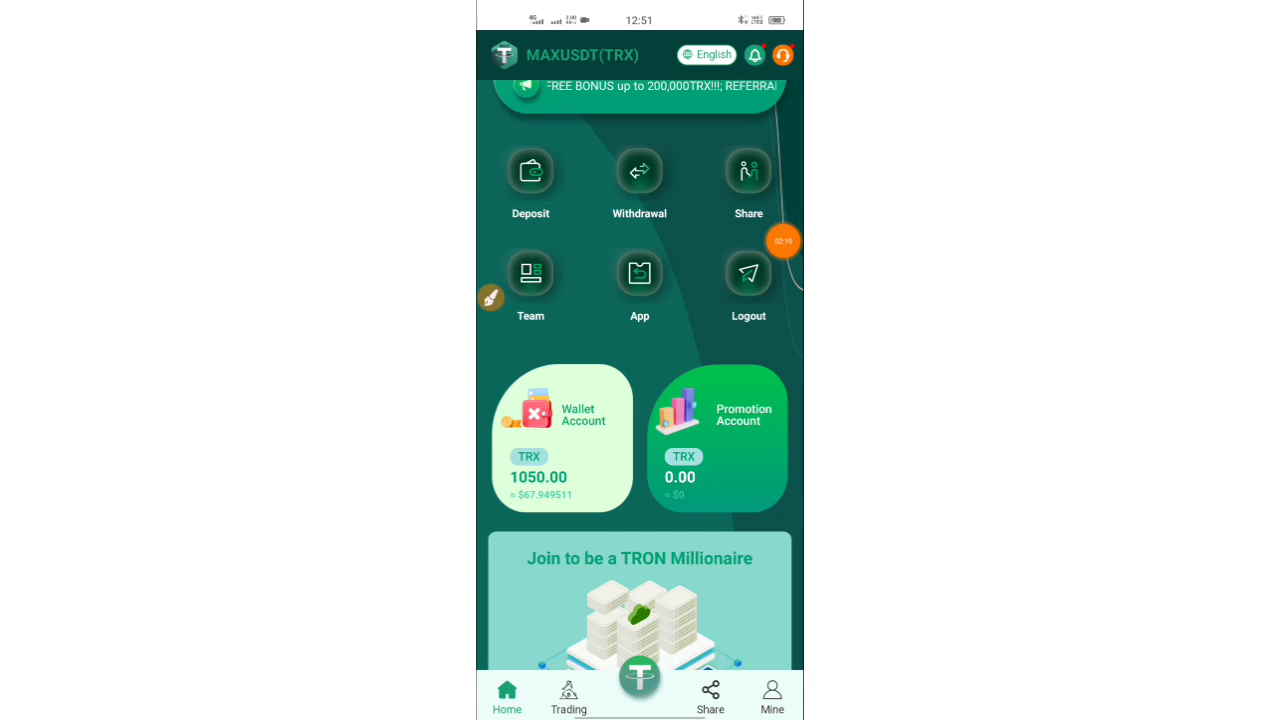 4G 12:51
MAXUSDT(TRX) English
FREE BONUS up to 200,000TRX!!!; REFERRAL
Deposit Withdrawal Share
02:19
Team App Logout
Wallet Account
TRX
1050.00
≈ $67.949511
Promotion Account
TRX
0.00
≈ $0
Join to be a TRON Millionaire
Home Trading Share Mine